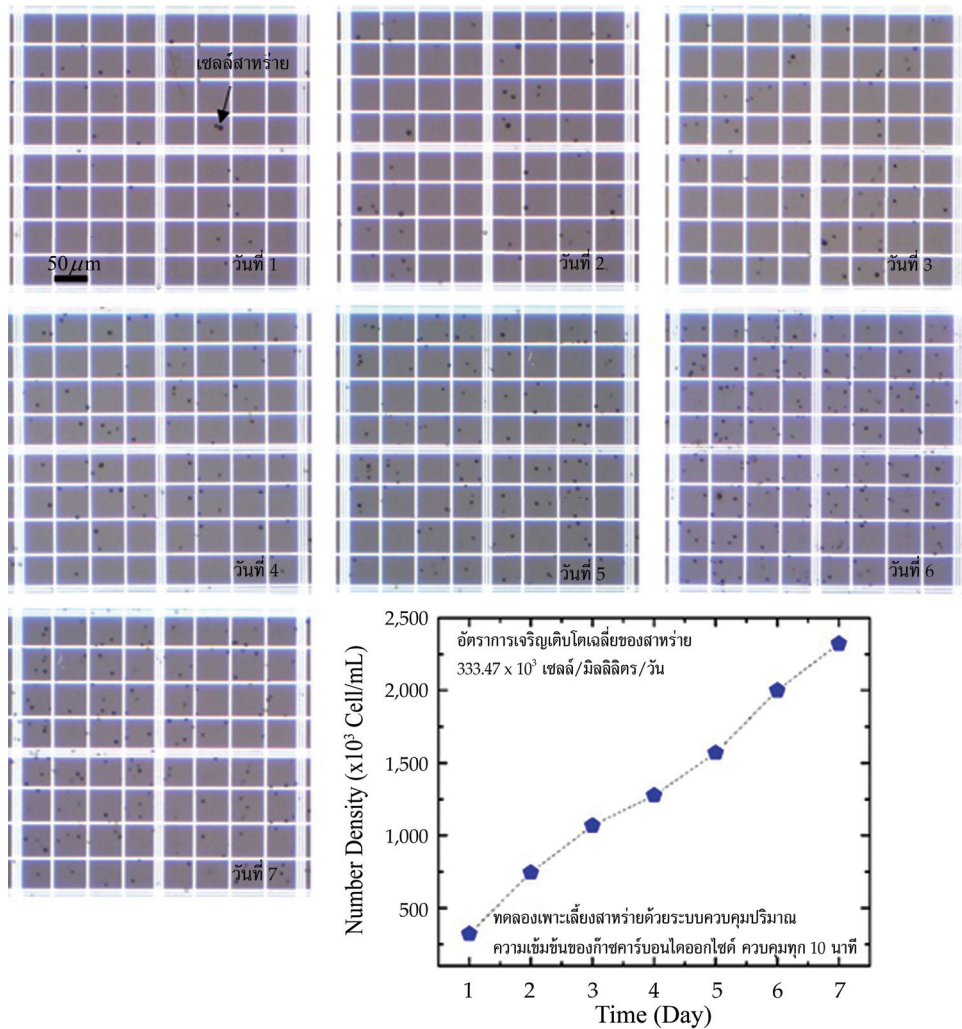 เซลล์สาหร่าย
50 μm
วันที่ 1
วันที่ 2
วันที่ 3
วันที่ 4
วันที่ 5
วันที่ 6
วันที่ 7
อัตราการเจริญเติบโตเฉลี่ยของสาหร่าย
333.47 x 10³ เซลล์/มิลลิลิตร/วัน
Number Density (x10³ Cell/mL)
2,500
2,000
1,500
1,000
500
ทดลองเพาะเลี้ยงสาหร่ายด้วยระบบควบคุมปริมาณ
ความเข้มข้นของก๊าซคาร์บอนไดออกไซด์ ควบคุมทุก 10 นาที
1 2 3 4 5 6 7
Time (Day)